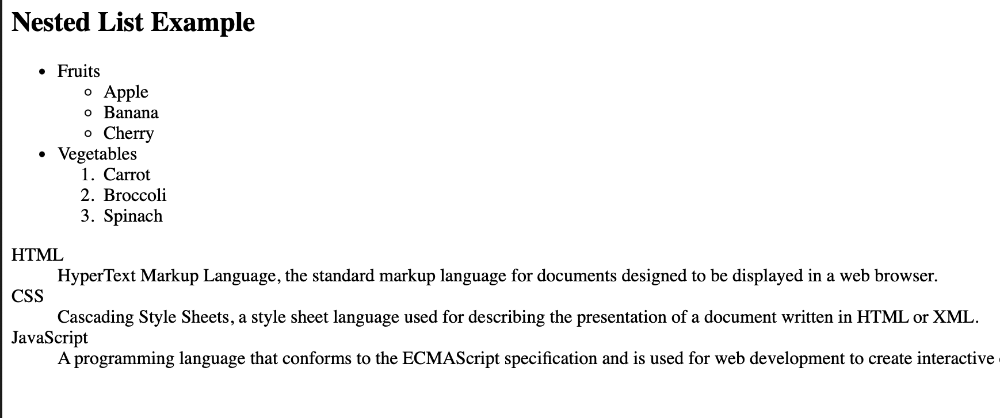 Nested List Example
• Fruits
◦ Apple
◦ Banana
◦ Cherry
• Vegetables
1. Carrot
2. Broccoli
3. Spinach
HTML
HyperText Markup Language, the standard markup language for documents designed to be displayed in a web browser.
CSS
Cascading Style Sheets, a style sheet language used for describing the presentation of a document written in HTML or XML.
JavaScript
A programming language that conforms to the ECMAScript specification and is used for web development to create interactive